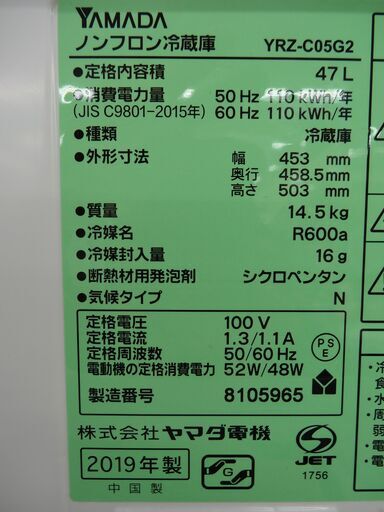 YAMADA
ノンフロン冷蔵庫 YRZ-C05G2
●定格内容積 47 L
●消費電力量 50 Hz 110 kWh/年
(JIS C9801-2015年) 60 Hz 110 kWh/年
●種類 冷蔵庫
●外形寸法 幅 453 mm
奥行 458.5 mm
高さ 503 mm
●質量 14.5 kg
●冷媒名 R600a
●冷媒封入量 16 g
●断熱材用発泡剤 シクロペンタン
●気候タイプ N
定格電圧 100 V
定格電流 1.3/1.1A
定格周波数 50/60 Hz
電動機の定格消費電力 52W/48W
製造番号 8105965
PS
E
株式会社 ヤマダ電機
2019年製
中国製
G
JET
1756